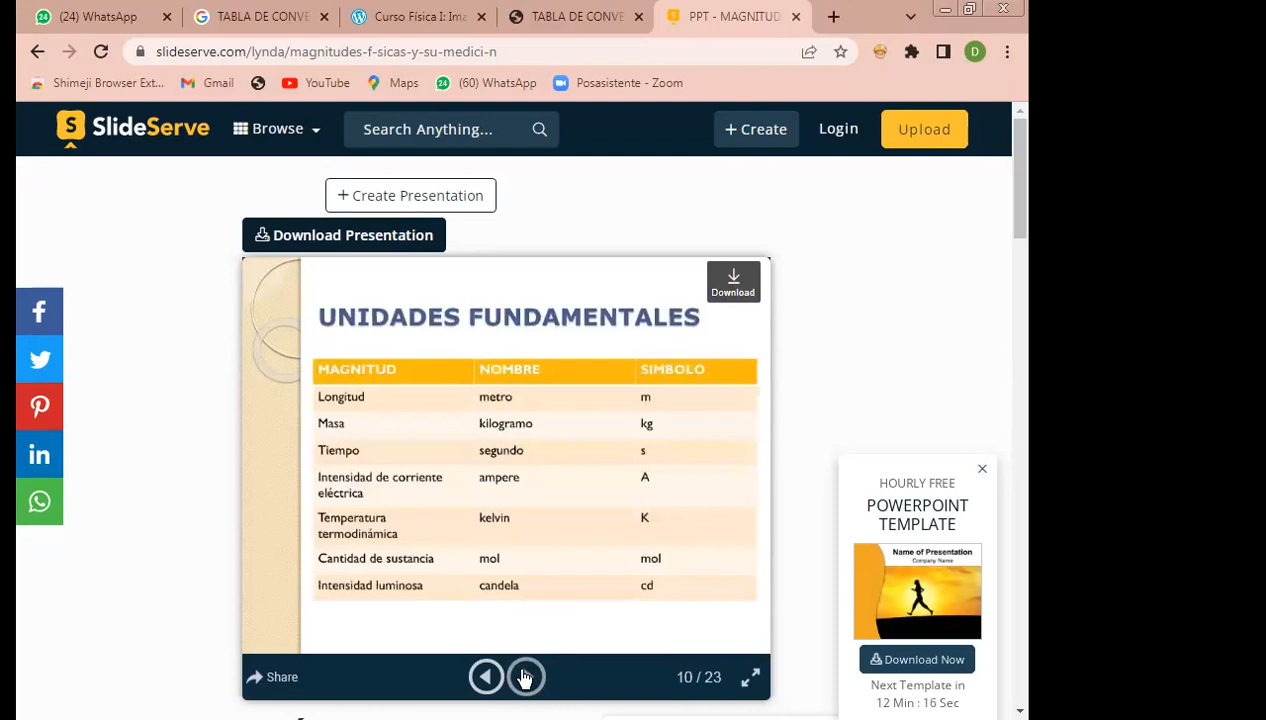 (24) WhatsApp
TABLA DE CONVE
Curso Física I: Ima
TABLA DE CONVE
PPT - MAGNITUD
slideserve.com/lynda/magnitudes-f-sicas-y-su-medici-n
D
Shimeji Browser Ext...
Gmail
YouTube
Maps
24
(60) WhatsApp
Posasistente - Zoom
S
SlideServe
Browse
Search Anything...
+ Create
Login
Upload
+ Create Presentation
Download Presentation
Download
UNIDADES FUNDAMENTALES
MAGNITUD NOMBRE SIMBOLO
Longitud metro m
Masa kilogramo kg
Tiempo segundo s
Intensidad de corriente eléctrica ampere A
Temperatura termodinámica kelvin K
Cantidad de sustancia mol mol
Intensidad luminosa candela cd
Share
10 / 23
HOURLY FREE
POWERPOINT
TEMPLATE
Name of Presentation
Company Name
Download Now
Next Template in
12 Min : 16 Sec